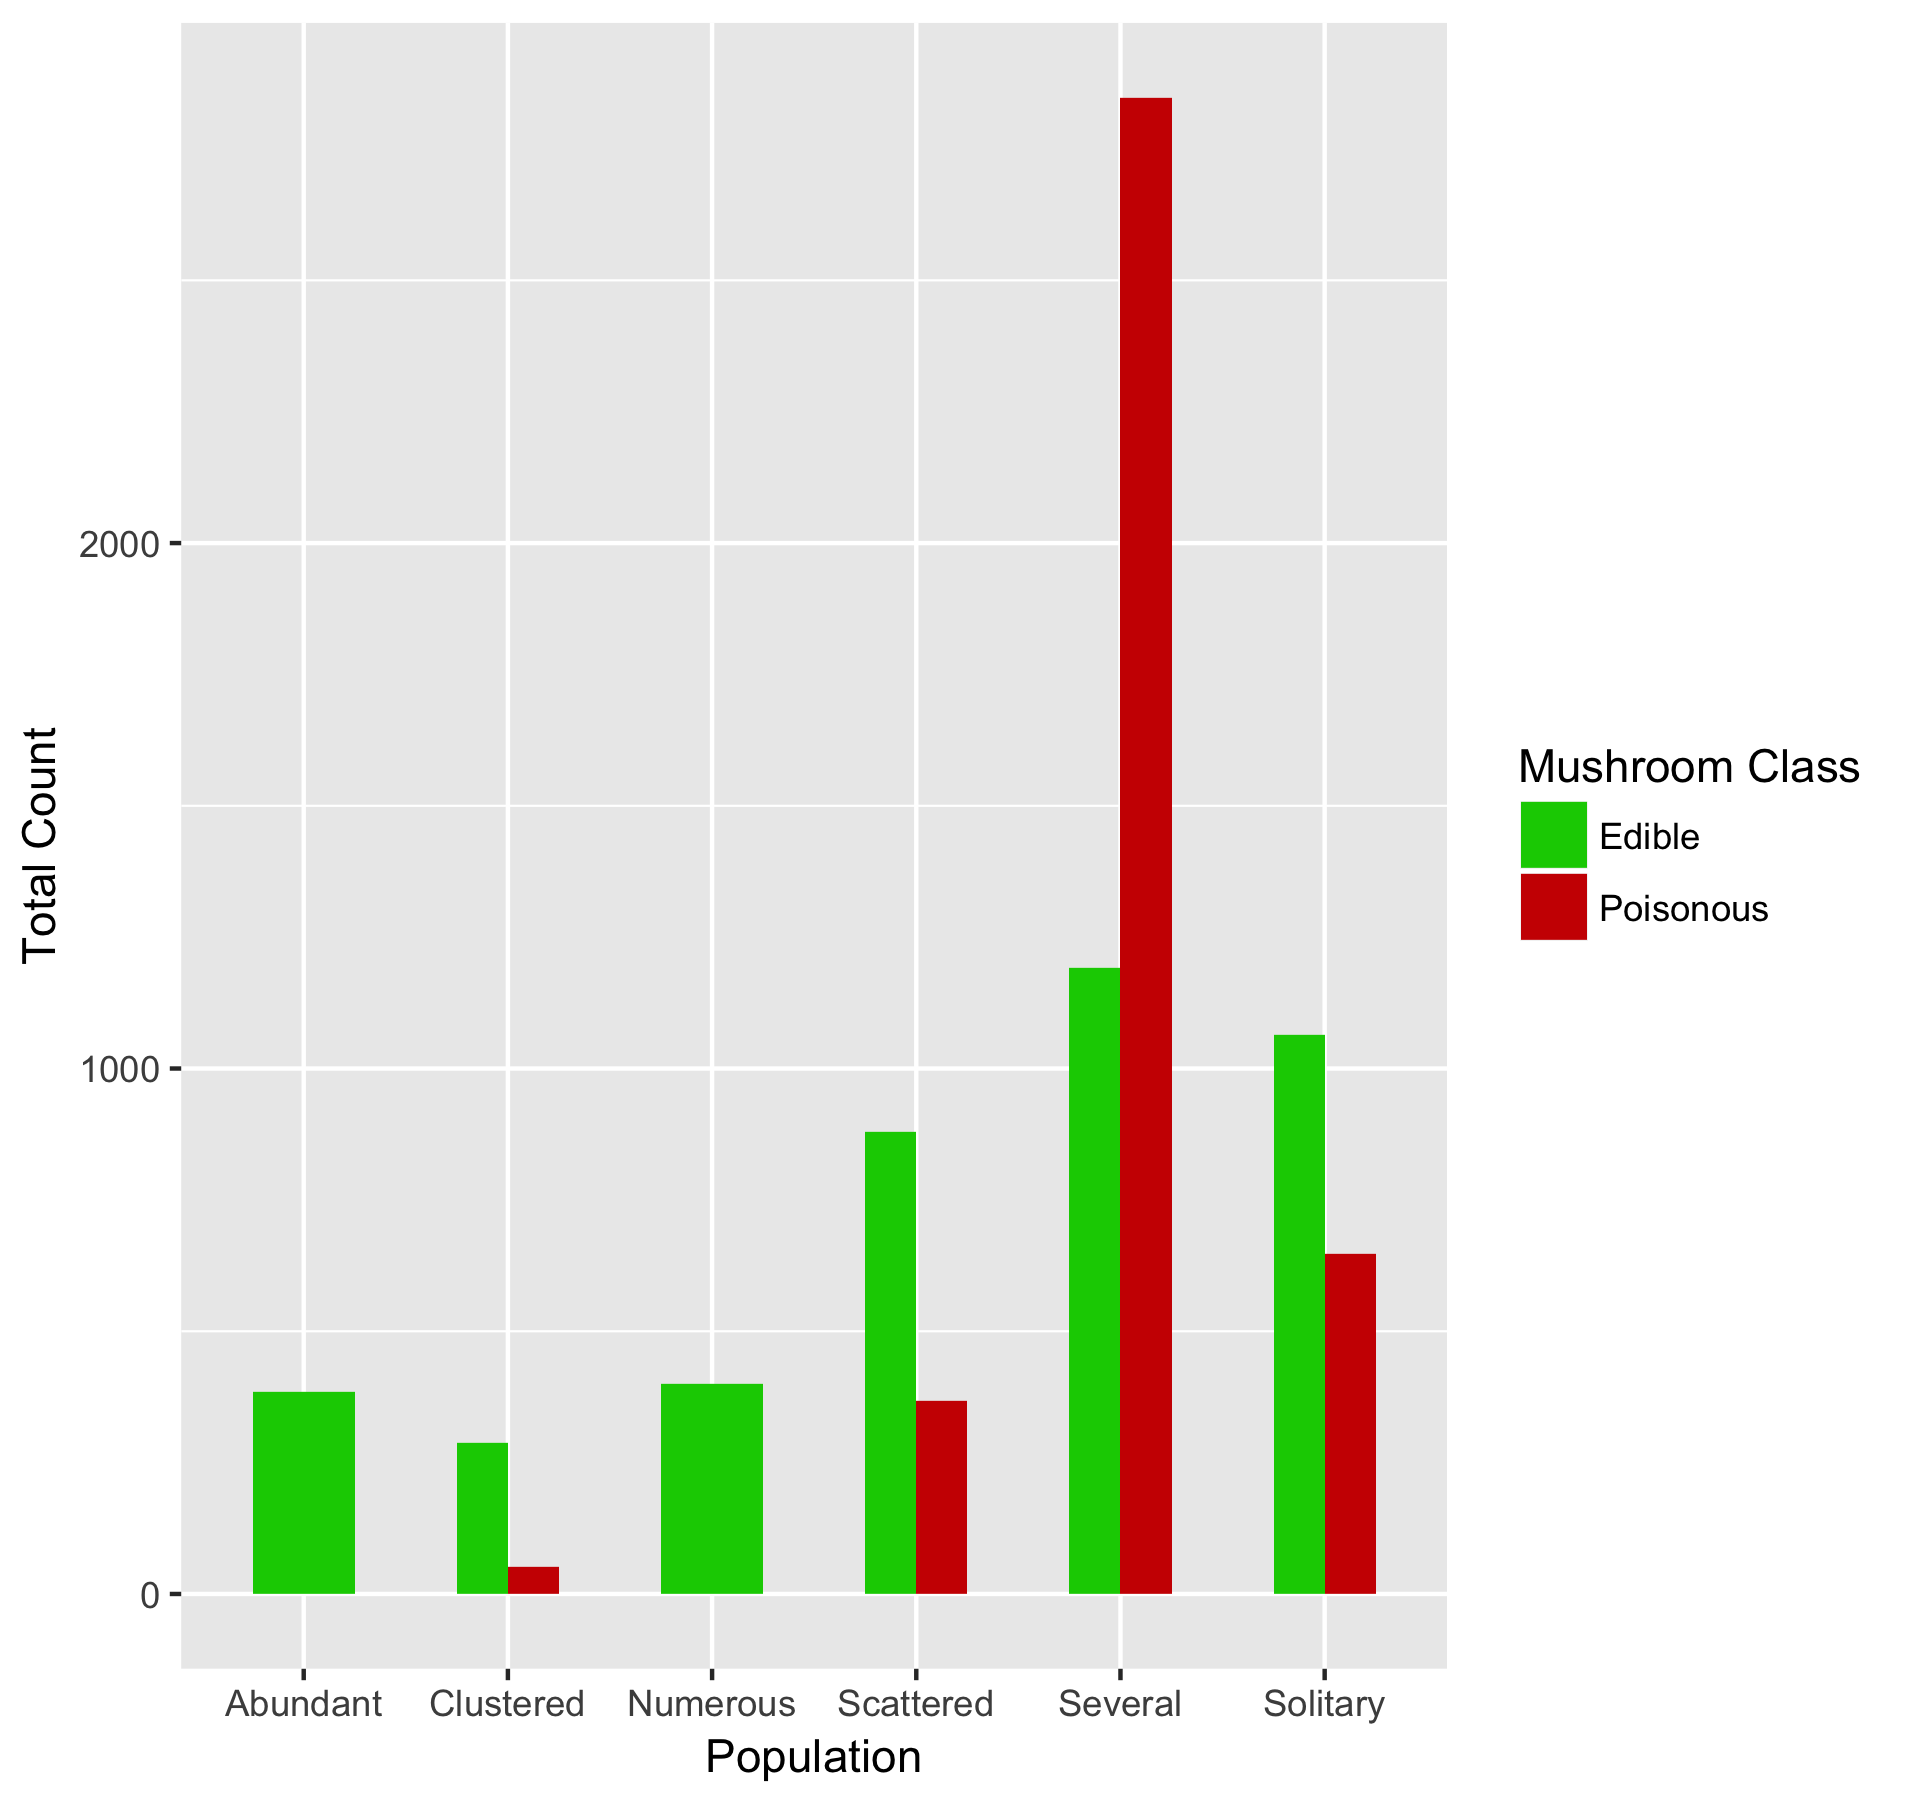 Total Count
2000
1000
0
Abundant Clustered Numerous Scattered Several Solitary
Population
Mushroom Class
Edible
Poisonous